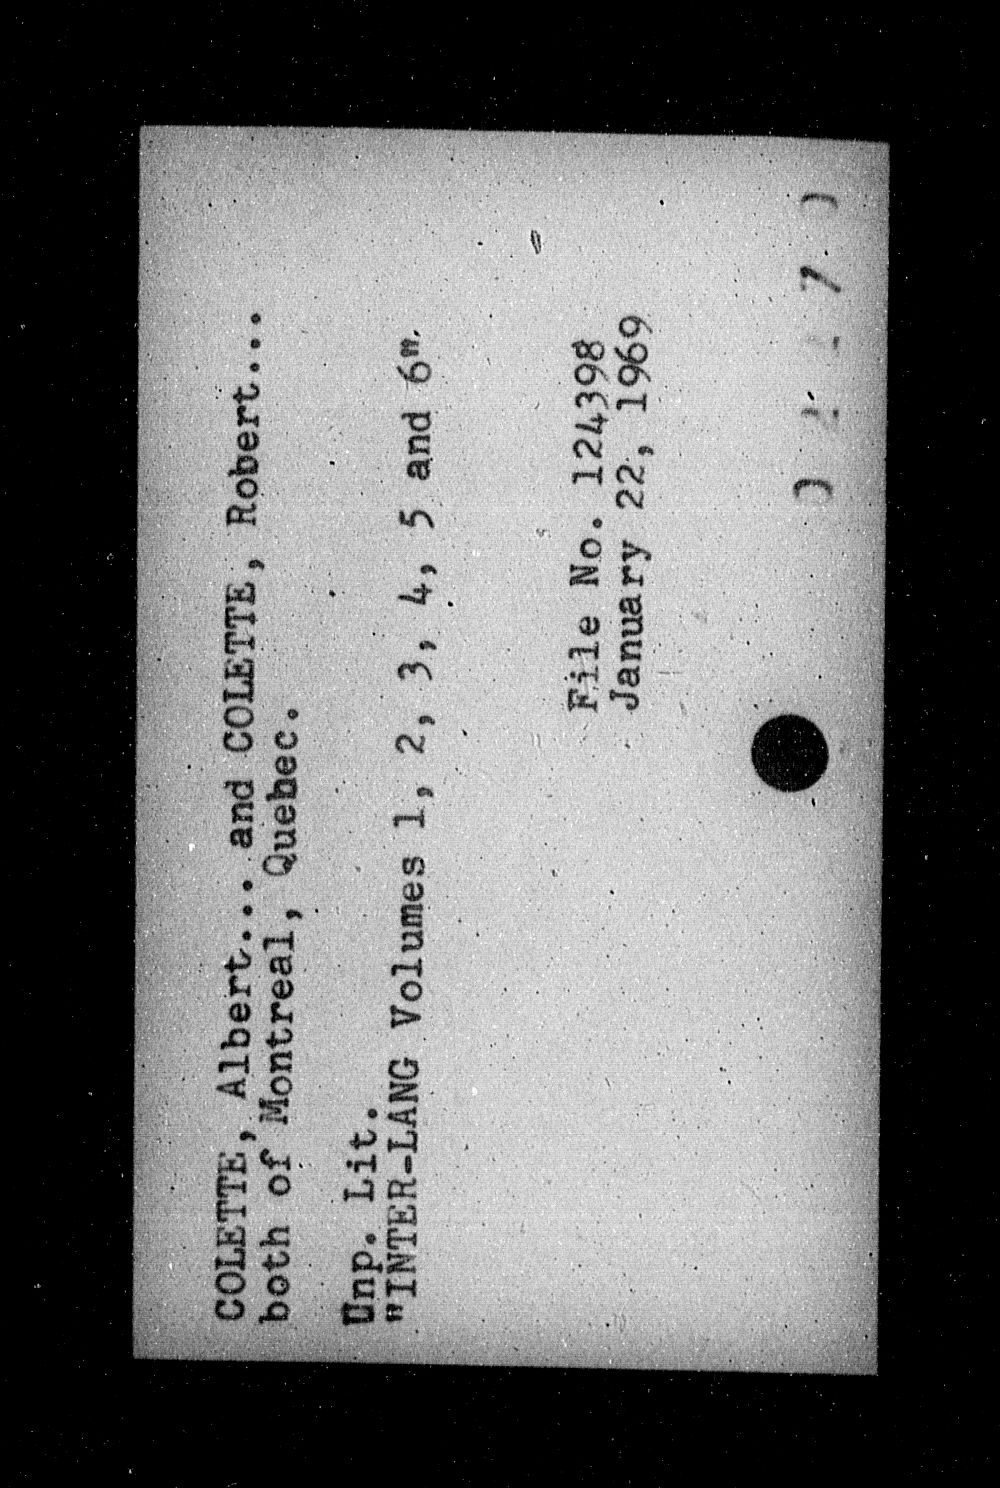 COLETTE, Albert... and COLETTE, Robert...
both of Montreal, Quebec.
Unp. Lit.
"INTER-LANG Volumes 1, 2, 3, 4, 5 and 6".
File No. 124398
January 22, 1969